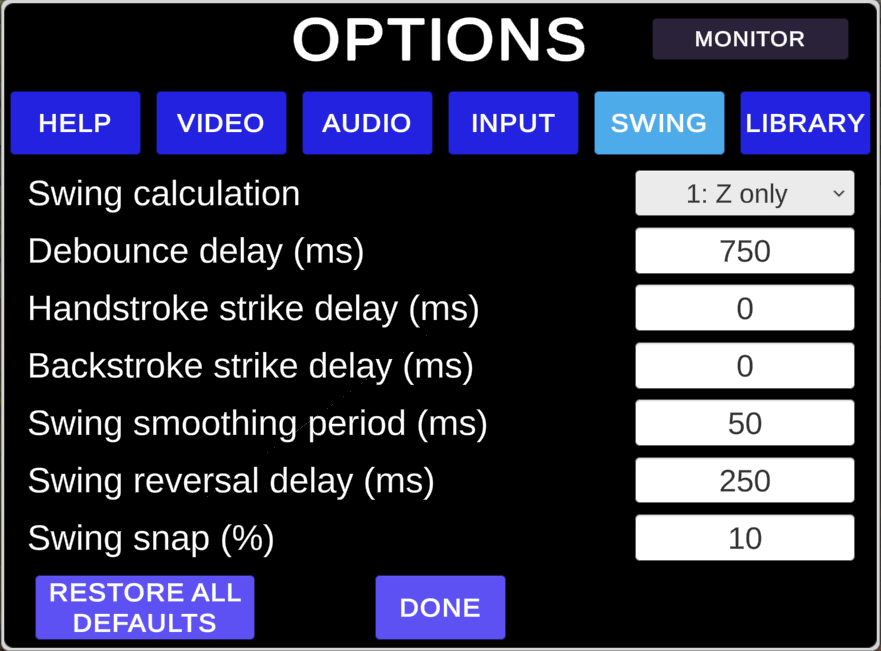 OPTIONS
MONITOR
HELP
VIDEO
AUDIO
INPUT
SWING
LIBRARY
Swing calculation
1: Z only
Debounce delay (ms)
750
Handstroke strike delay (ms)
0
Backstroke strike delay (ms)
0
Swing smoothing period (ms)
50
Swing reversal delay (ms)
250
Swing snap (%)
10
RESTORE ALL
DEFAULTS
DONE